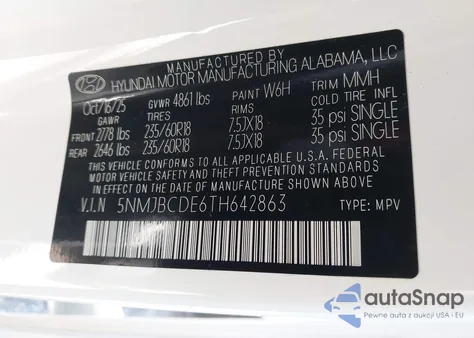 MANUFACTURED BY
HYUNDAI MOTOR MANUFACTURING ALABAMA, LLC
Oct/16/25 GVWR 4861 lbs PAINT W6H TRIM MMH
GAWR TIRES RIMS COLD TIRE INFLATION
FRONT 2778 lbs 235/60R18 7.5JX18 35 psi SINGLE
REAR 2646 lbs 235/60R18 7.5JX18 35 psi SINGLE
THIS VEHICLE CONFORMS TO ALL APPLICABLE U.S.A. FEDERAL
MOTOR VEHICLE SAFETY AND THEFT PREVENTION STANDARDS
IN EFFECT ON THE DATE OF MANUFACTURE SHOWN ABOVE.
V.I.N 5NMJBCDE6TH642863 TYPE: MPV
autoSnap
Pewne auta z aukcji USA i EU